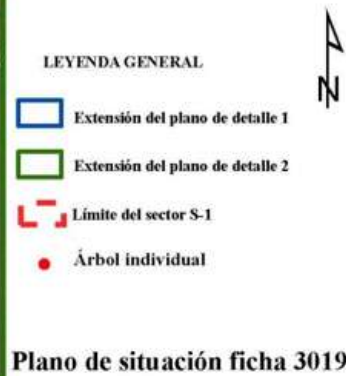 N
LEYENDA GENERAL
Extensión del plano de detalle 1
Extensión del plano de detalle 2
Límite del sector S-1
Árbol individual
Plano de situación ficha 3019